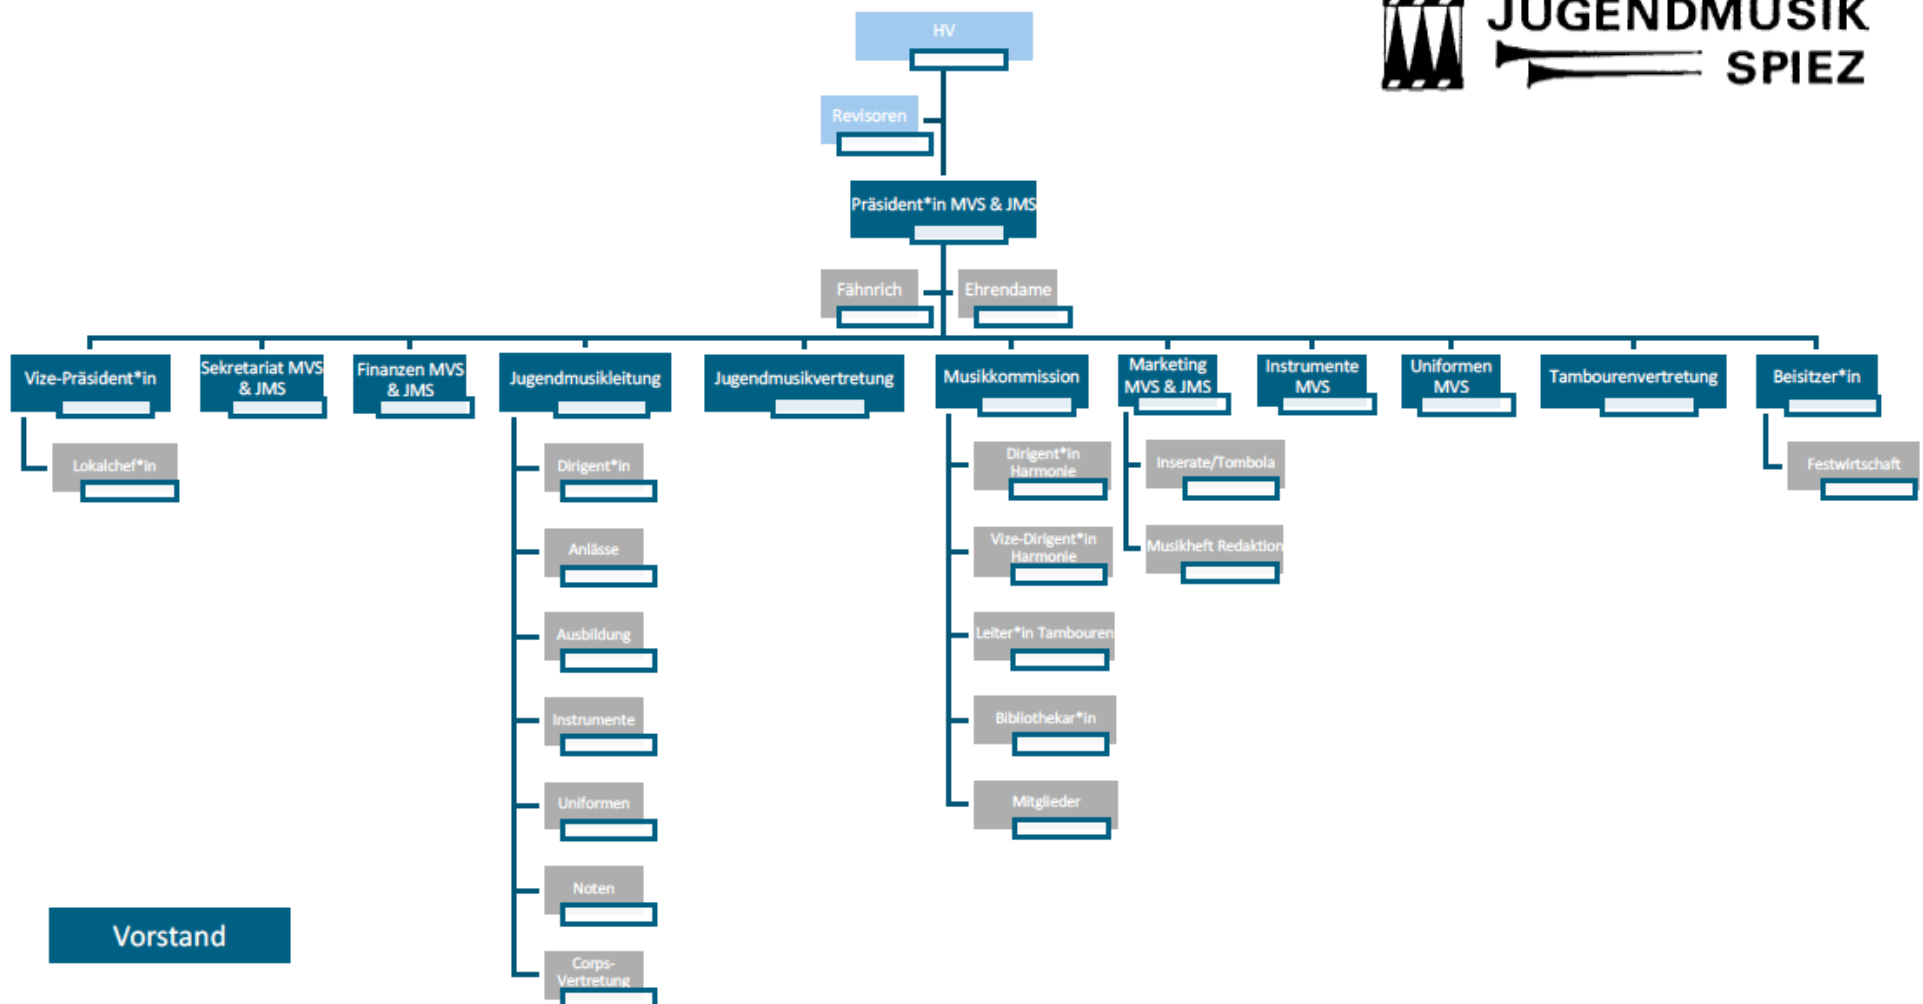 JUGENDMUSIK
SPIEZ
HV
Revisoren
Präsident*in MVS & JMS
Fähnrich
Ehrendame
Vize-Präsident*in
Sekretariat MVS
& JMS
Finanzen MVS
& JMS
Jugendmusikleitung
Jugendmusikvertretung
Musikkommission
Marketing
MVS & JMS
Instrumente
MVS
Uniformen
MVS
Tambourenvertretung
Beisitzer*in
Lokalchef*in
Dirigent*in
Anlässe
Ausbildung
Instrumente
Uniformen
Noten
Corps-
Vertretung
Dirigent*in
Harmonie
Vize-Dirigent*in
Harmonie
Leiter*in Tambouren
Bibliothekar*in
Mitglieder
Inserate/Tombola
Musikheft Redaktion
Festwirtschaft
Vorstand